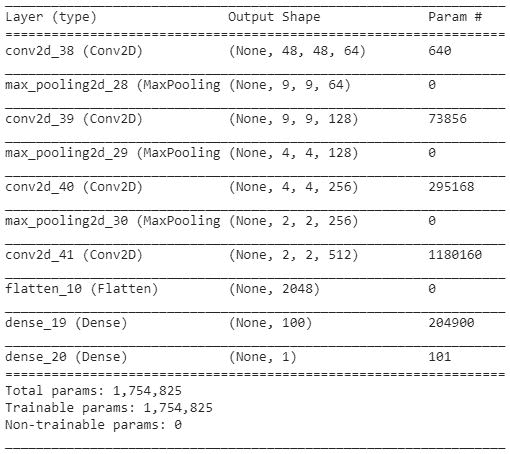 Layer (type) Output Shape Param #
conv2d_38 (Conv2D) (None, 48, 48, 64) 640
max_pooling2d_28 (MaxPooling (None, 9, 9, 64) 0
conv2d_39 (Conv2D) (None, 9, 9, 128) 73856
max_pooling2d_29 (MaxPooling (None, 4, 4, 128) 0
conv2d_40 (Conv2D) (None, 4, 4, 256) 295168
max_pooling2d_30 (MaxPooling (None, 2, 2, 256) 0
conv2d_41 (Conv2D) (None, 2, 2, 512) 1180160
flatten_10 (Flatten) (None, 2048) 0
dense_19 (Dense) (None, 100) 204900
dense_20 (Dense) (None, 1) 101
Total params: 1,754,825
Trainable params: 1,754,825
Non-trainable params: 0